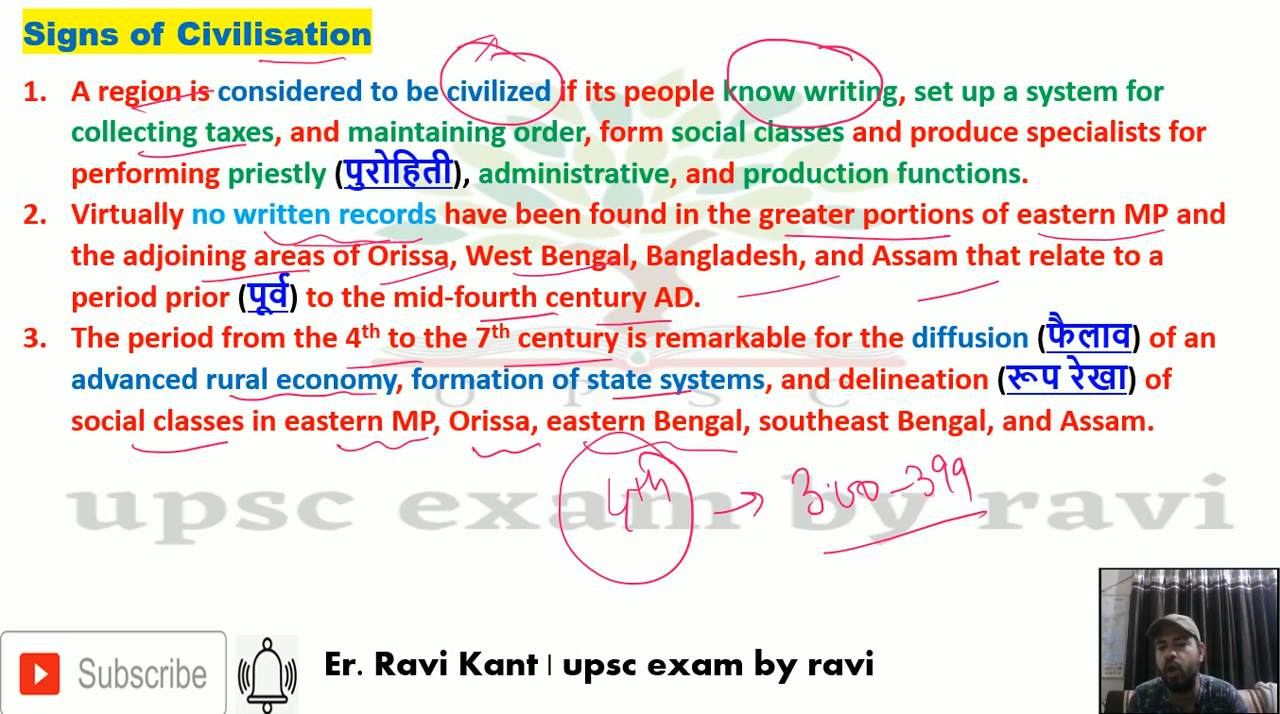 Signs of Civilisation
1. A region is considered to be civilized if its people know writing, set up a system for
collecting taxes, and maintaining order, form social classes and produce specialists for
performing priestly (पुरोहिती), administrative, and production functions.
2. Virtually no written records have been found in the greater portions of eastern MP and
the adjoining areas of Orissa, West Bengal, Bangladesh, and Assam that relate to a
period prior (पूर्व) to the mid-fourth century AD.
3. The period from the 4th to the 7th century is remarkable for the diffusion (फैलाव) of an
advanced rural economy, formation of state systems, and delineation (रूप रेखा) of
social classes in eastern MP, Orissa, eastern Bengal, southeast Bengal, and Assam.
4th → 300-399
UPSC
upsc exam by ravi
Subscribe
Er. Ravi Kant | upsc exam by ravi